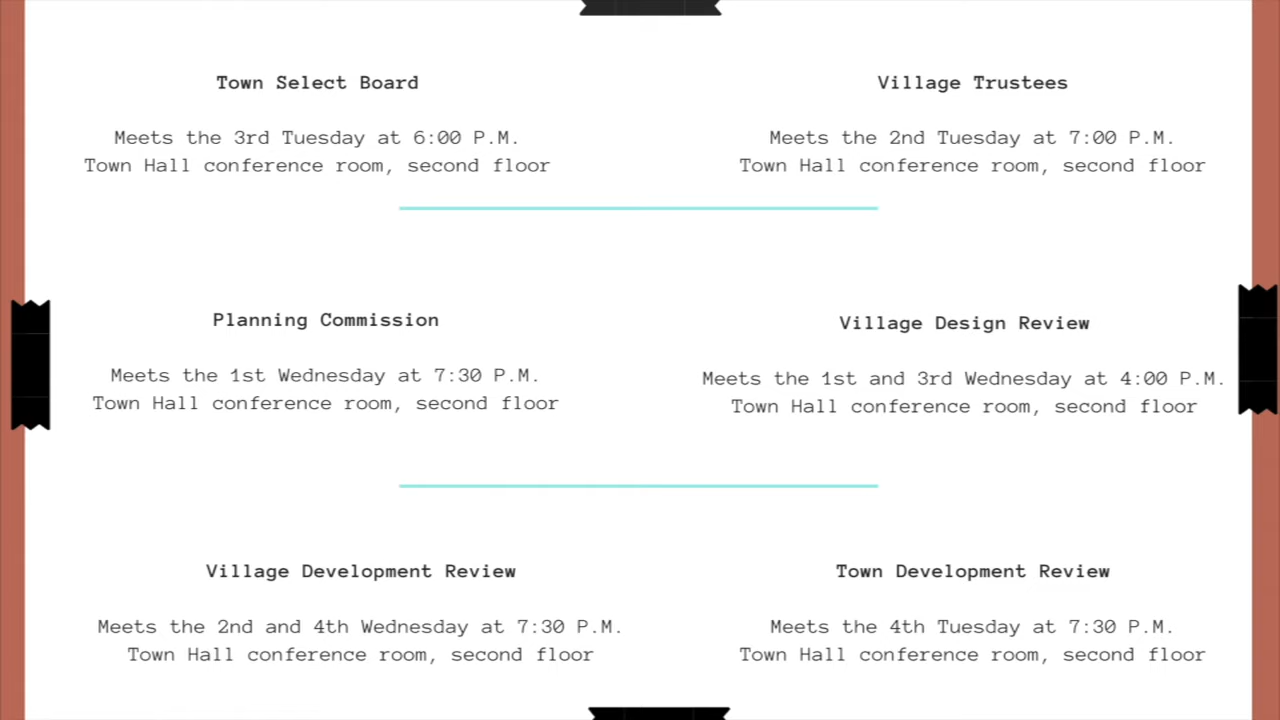 Town Select Board
Meets the 3rd Tuesday at 6:00 P.M.
Town Hall conference room, second floor
Village Trustees
Meets the 2nd Tuesday at 7:00 P.M.
Town Hall conference room, second floor
Planning Commission
Meets the 1st Wednesday at 7:30 P.M.
Town Hall conference room, second floor
Village Design Review
Meets the 1st and 3rd Wednesday at 4:00 P.M.
Town Hall conference room, second floor
Village Development Review
Meets the 2nd and 4th Wednesday at 7:30 P.M.
Town Hall conference room, second floor
Town Development Review
Meets the 4th Tuesday at 7:30 P.M.
Town Hall conference room, second floor